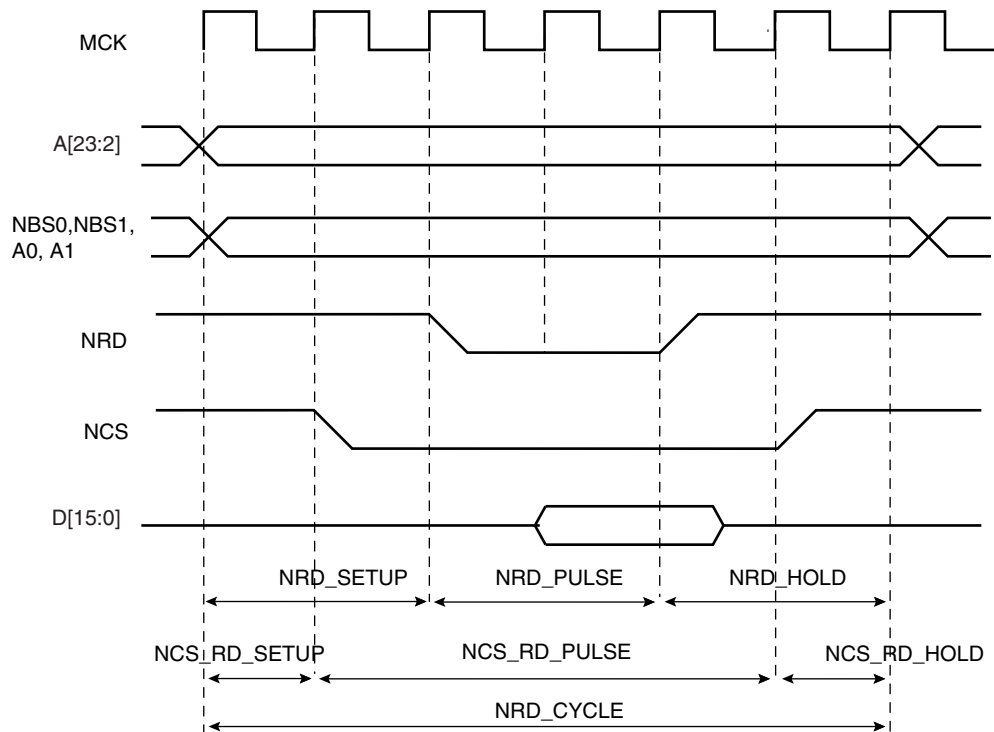 MCK
A[23:2]
NBS0,NBS1,
A0, A1
NRD
NCS
D[15:0]
NRD_SETUP NRD_PULSE NRD_HOLD
NCS_RD_SETUP NCS_RD_PULSE NCS_RD_HOLD
NRD_CYCLE